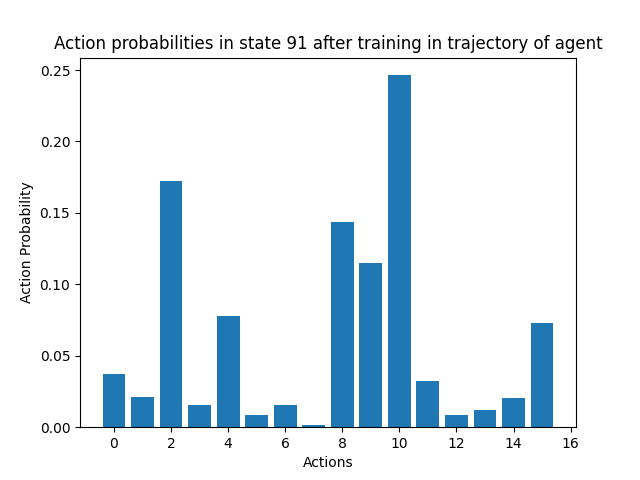 Action probabilities in state 91 after training in trajectory of agent
0.25
0.20
0.15
0.10
0.05
0.00
Action Probability
0 2 4 6 8 10 12 14 16
Actions